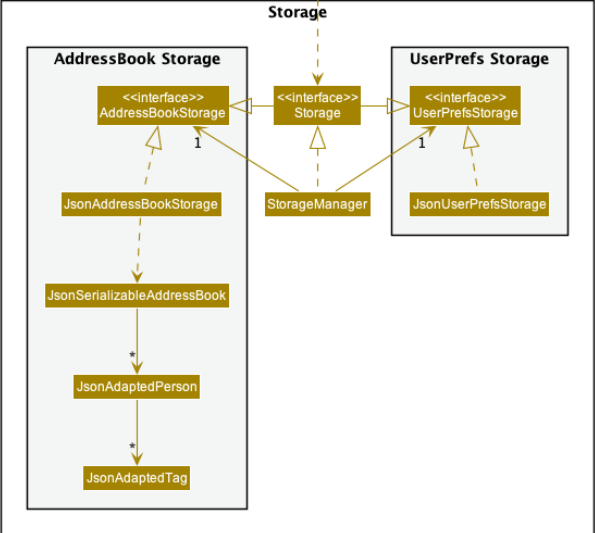 Storage
AddressBook Storage
UserPrefs Storage
<<interface>>
AddressBookStorage
<<interface>>
Storage
<<interface>>
UserPrefsStorage
1
1
JsonAddressBookStorage
StorageManager
JsonUserPrefsStorage
JsonSerializableAddressBook
*
JsonAdaptedPerson
*
JsonAdaptedTag